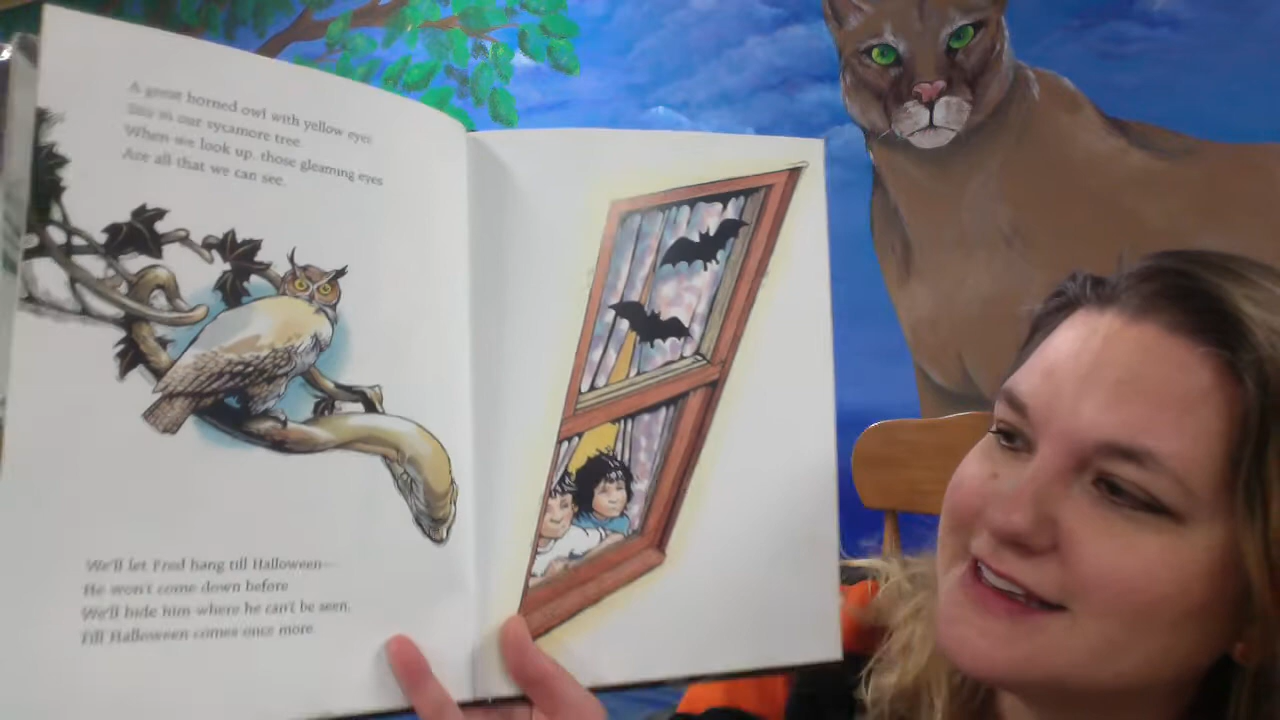 A great horned owl with yellow eyes
Sits in our sycamore tree.
When we look up, those gleaming eyes
Are all that we can see.
We'll let Fred hang till Halloween—
He won't come down before
We'll hide him where he can't be seen,
Till Halloween comes once more.